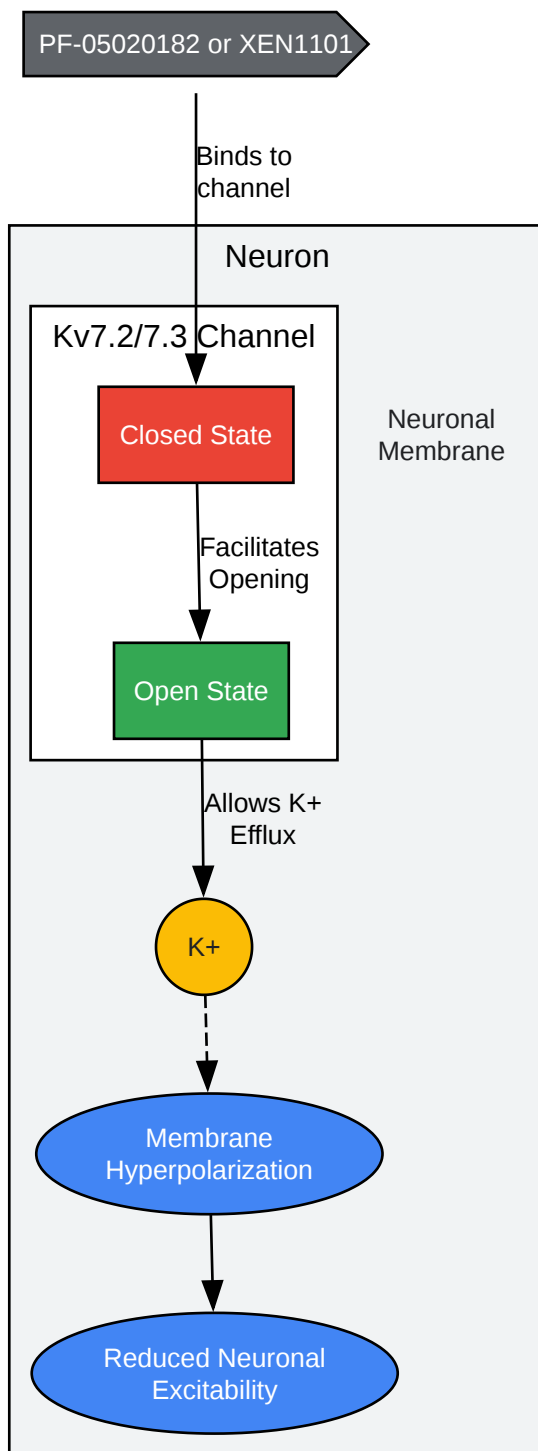 PF-05020182 or XEN1101
Binds to
channel
Neuron
Kv7.2/7.3 Channel
Closed State
Neuronal
Membrane
Facilitates
Opening
Open State
Allows K+
Efflux
K+
Membrane
Hyperpolarization
Reduced Neuronal
Excitability